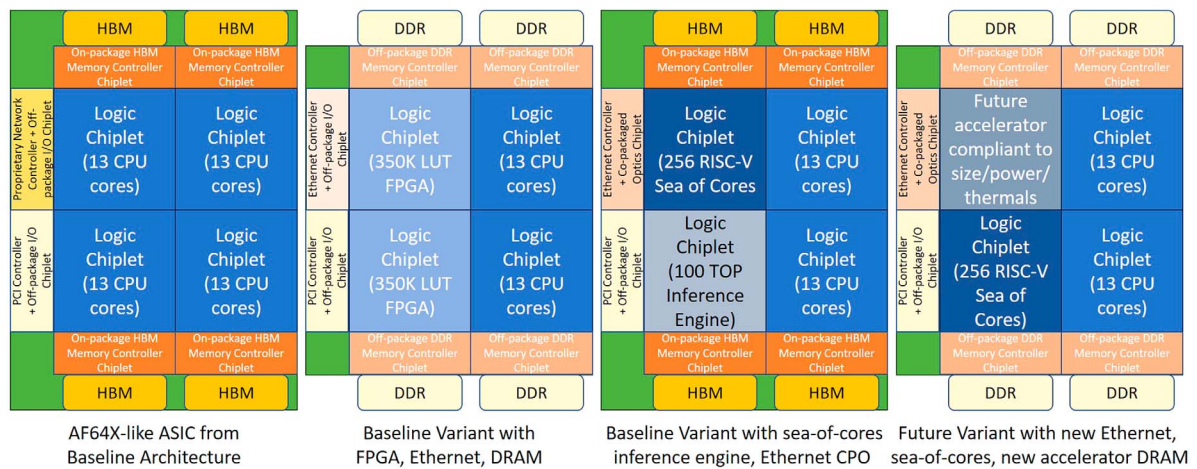 HBM
HBM
On-package HBM
Memory Controller
Chiplet
On-package HBM
Memory Controller
Chiplet
Proprietary Network
Controller + Off-
package I/O Chiplet
Logic
Chiplet
(13 CPU
cores)
Logic
Chiplet
(13 CPU
cores)
PCI Controller
+ Off-package I/O
Chiplet
Logic
Chiplet
(13 CPU
cores)
Logic
Chiplet
(13 CPU
cores)
On-package HBM
Memory Controller
Chiplet
On-package HBM
Memory Controller
Chiplet
HBM
HBM
AF64X-like ASIC from
Baseline Architecture
DDR
DDR
Off-package DDR
Memory Controller
Chiplet
Off-package DDR
Memory Controller
Chiplet
Ethernet Controller
+ Off-package I/O
Chiplet
Logic
Chiplet
(350K LUT
FPGA)
Logic
Chiplet
(13 CPU
cores)
PCI Controller
+ Off-package I/O
Chiplet
Logic
Chiplet
(350K LUT
FPGA)
Logic
Chiplet
(13 CPU
cores)
Off-package DDR
Memory Controller
Chiplet
Off-package DDR
Memory Controller
Chiplet
DDR
DDR
Baseline Variant with
FPGA, Ethernet, DRAM
HBM
HBM
On-package HBM
Memory Controller
Chiplet
On-package HBM
Memory Controller
Chiplet
Ethernet Controller
+ Co-packaged
Optics Chiplet
Logic
Chiplet
(256 RISC-V
Sea of Cores
Logic
Chiplet
(13 CPU
cores)
PCI Controller
+ Off-package I/O
Chiplet
Logic
Chiplet
(100 TOP
Inference
Engine)
Logic
Chiplet
(13 CPU
cores)
On-package HBM
Memory Controller
Chiplet
On-package HBM
Memory Controller
Chiplet
HBM
HBM
Baseline Variant with sea-of-cores
inference engine, Ethernet CPO
DDR
DDR
Off-package DDR
Memory Controller
Chiplet
Off-package DDR
Memory Controller
Chiplet
Ethernet Controller
+ Co-packaged
Optics Chiplet
Future
accelerator
compliant to
size/power/
thermals
Logic
Chiplet
(13 CPU
cores)
PCI Controller
+ Off-package I/O
Chiplet
Logic
Chiplet
(256 RISC-V
Sea of
Cores)
Logic
Chiplet
(13 CPU
cores)
Off-package DDR
Memory Controller
Chiplet
Off-package DDR
Memory Controller
Chiplet
DDR
DDR
Future Variant with new Ethernet,
sea-of-cores, new accelerator DRAM